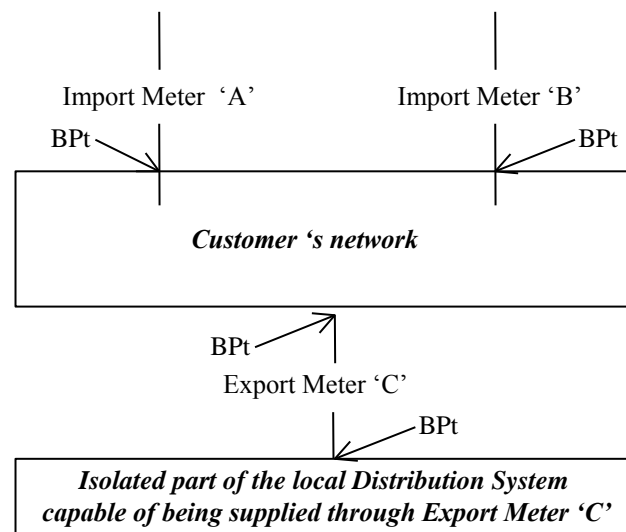 Import Meter ‘A’
Import Meter ‘B’
BPt
BPt
Customer ‘s network
BPt
Export Meter ‘C’
BPt
Isolated part of the local Distribution System
capable of being supplied through Export Meter ‘C’